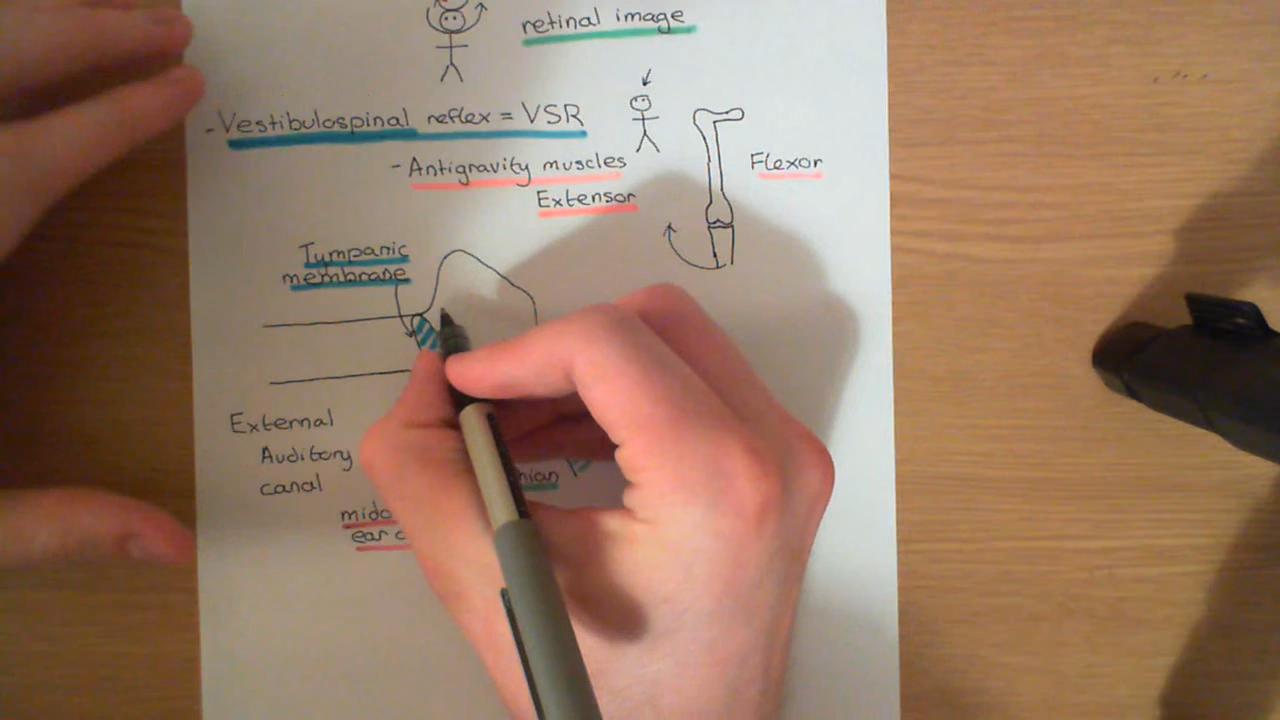 retinal image
- Vestibulospinal reflex = VSR
- Antigravity muscles
Extensor
Flexor
Tympanic
membrane
External
Auditory
canal